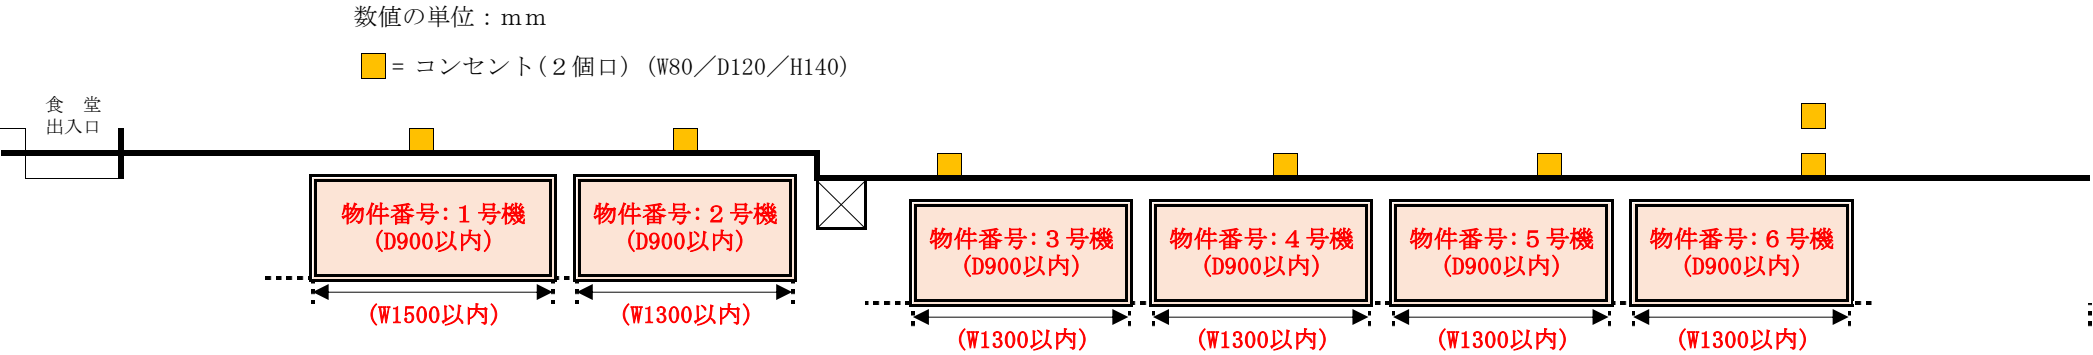 数値の単位：ｍｍ
= コンセント(２個口) (W80／D120／H140)
食　堂
出入口
物件番号：１号機
(D900以内)
(W1500以内)
物件番号：２号機
(D900以内)
(W1300以内)
物件番号：３号機
(D900以内)
(W1300以内)
物件番号：４号機
(D900以内)
(W1300以内)
物件番号：５号機
(D900以内)
(W1300以内)
物件番号：６号機
(D900以内)
(W1300以内)